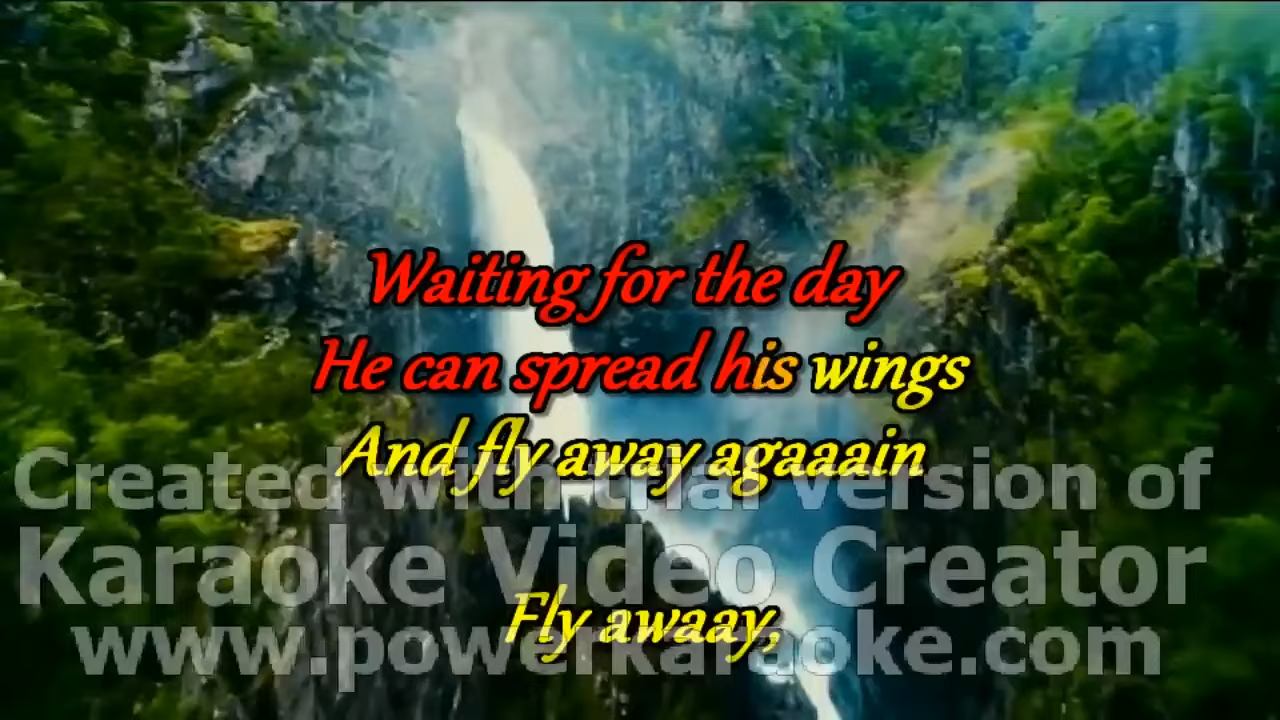 Waiting for the day
He can spread his wings
And fly away agaaain
Created with trial version of
Karaoke Video Creator
Fly awaay,
www.powerkaraoke.com